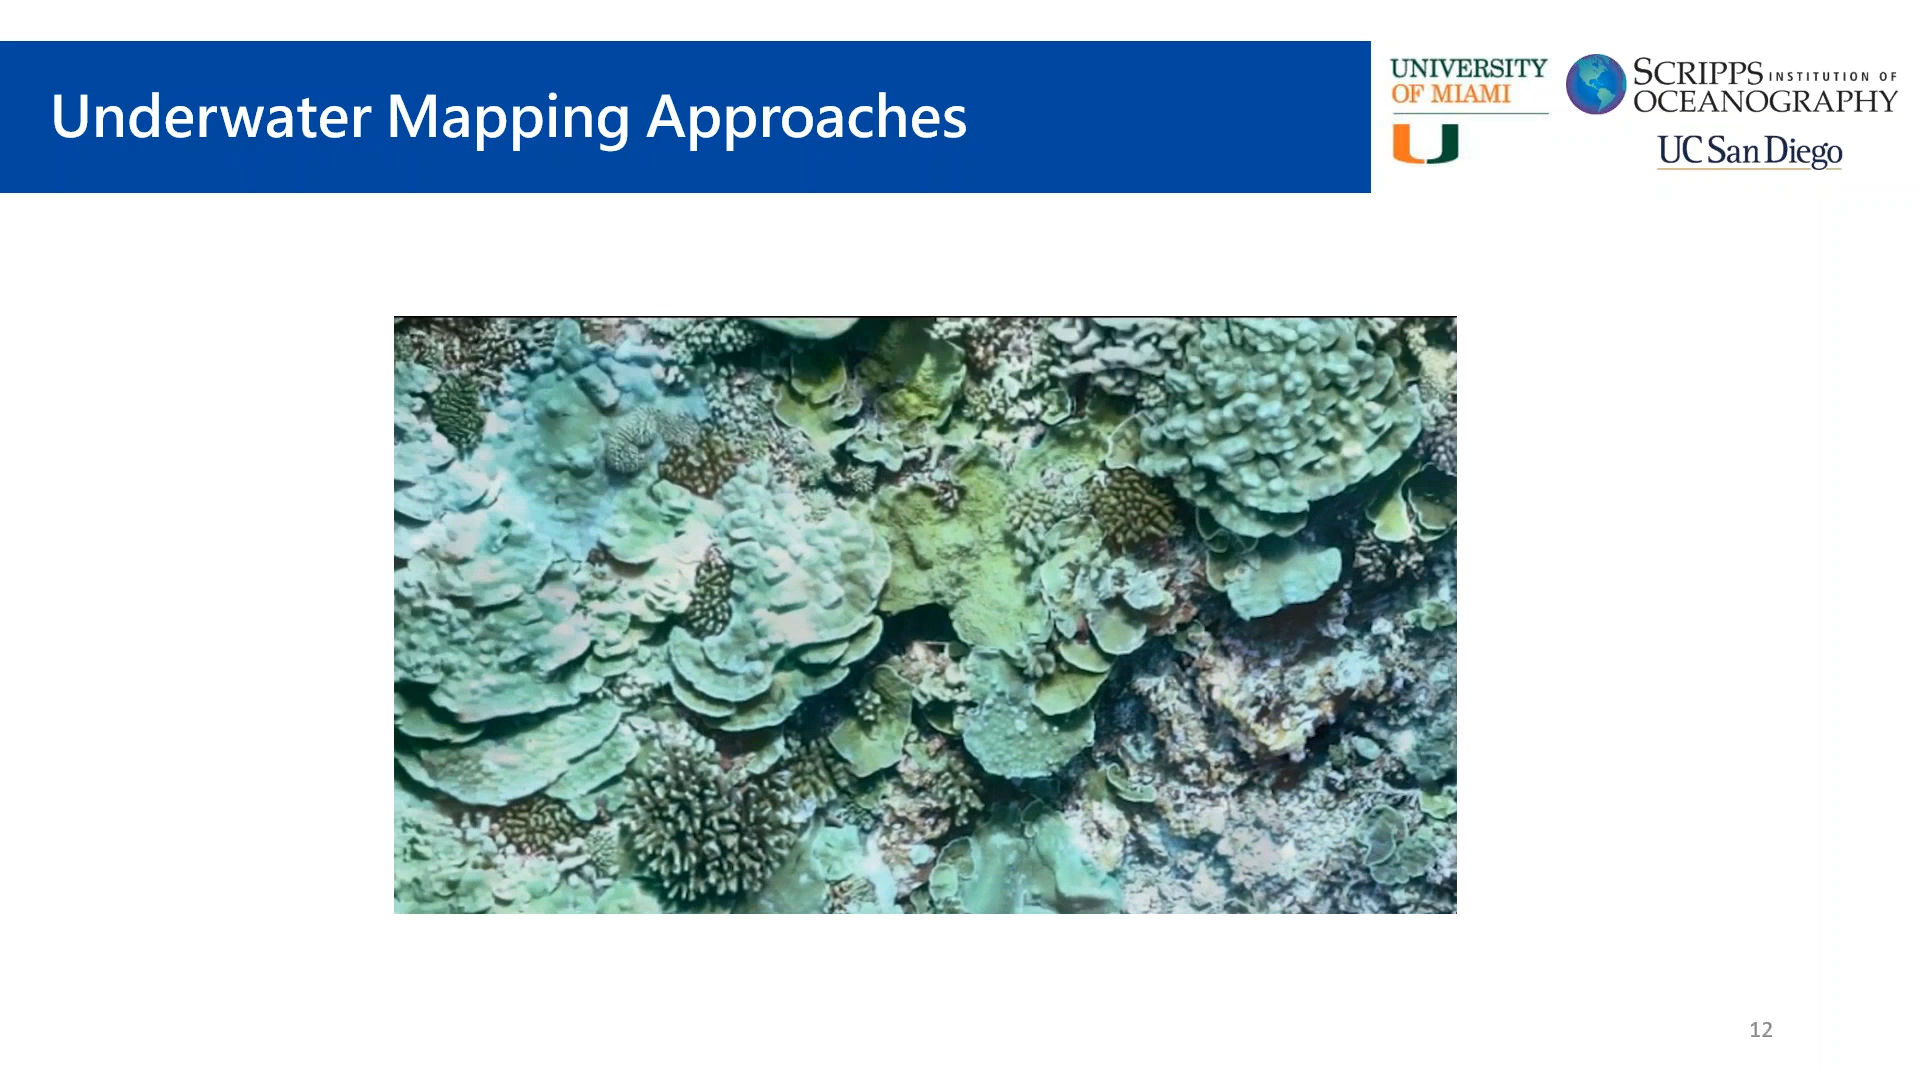 Underwater Mapping Approaches
UNIVERSITY
OF MIAMI
U
SCRIPPS INSTITUTION OF
OCEANOGRAPHY
UC San Diego
12